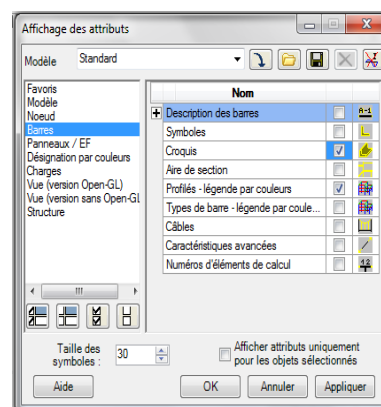 Affichage des attributs
Modèle Standard
Favoris
Modèle
Noeud
Barres
Panneaux / EF
Désignation par couleurs
Charges
Vue (version Open-GL)
Vue (version sans Open-GL
Structure
Nom
Description des barres
Symboles
Croquis
Aire de section
Profilés - légende par couleurs
Types de barre - légende par coule...
Câbles
Caractéristiques avancées
Numéros d'éléments de calcul
Taille des symboles : 30
Afficher attributs uniquement
pour les objets sélectionnés
Aide OK Annuler Appliquer